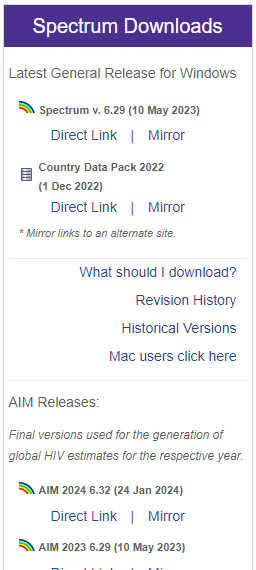 Spectrum Downloads
Latest General Release for Windows
Spectrum v. 6.29 (10 May 2023)
Direct Link | Mirror
Country Data Pack 2022
(1 Dec 2022)
Direct Link | Mirror
* Mirror links to an alternate site.
What should I download?
Revision History
Historical Versions
Mac users click here
AIM Releases:
Final versions used for the generation of
global HIV estimates for the respective year.
AIM 2024 6.32 (24 Jan 2024)
Direct Link | Mirror
AIM 2023 6.29 (10 May 2023)
Direct Link | Mirror